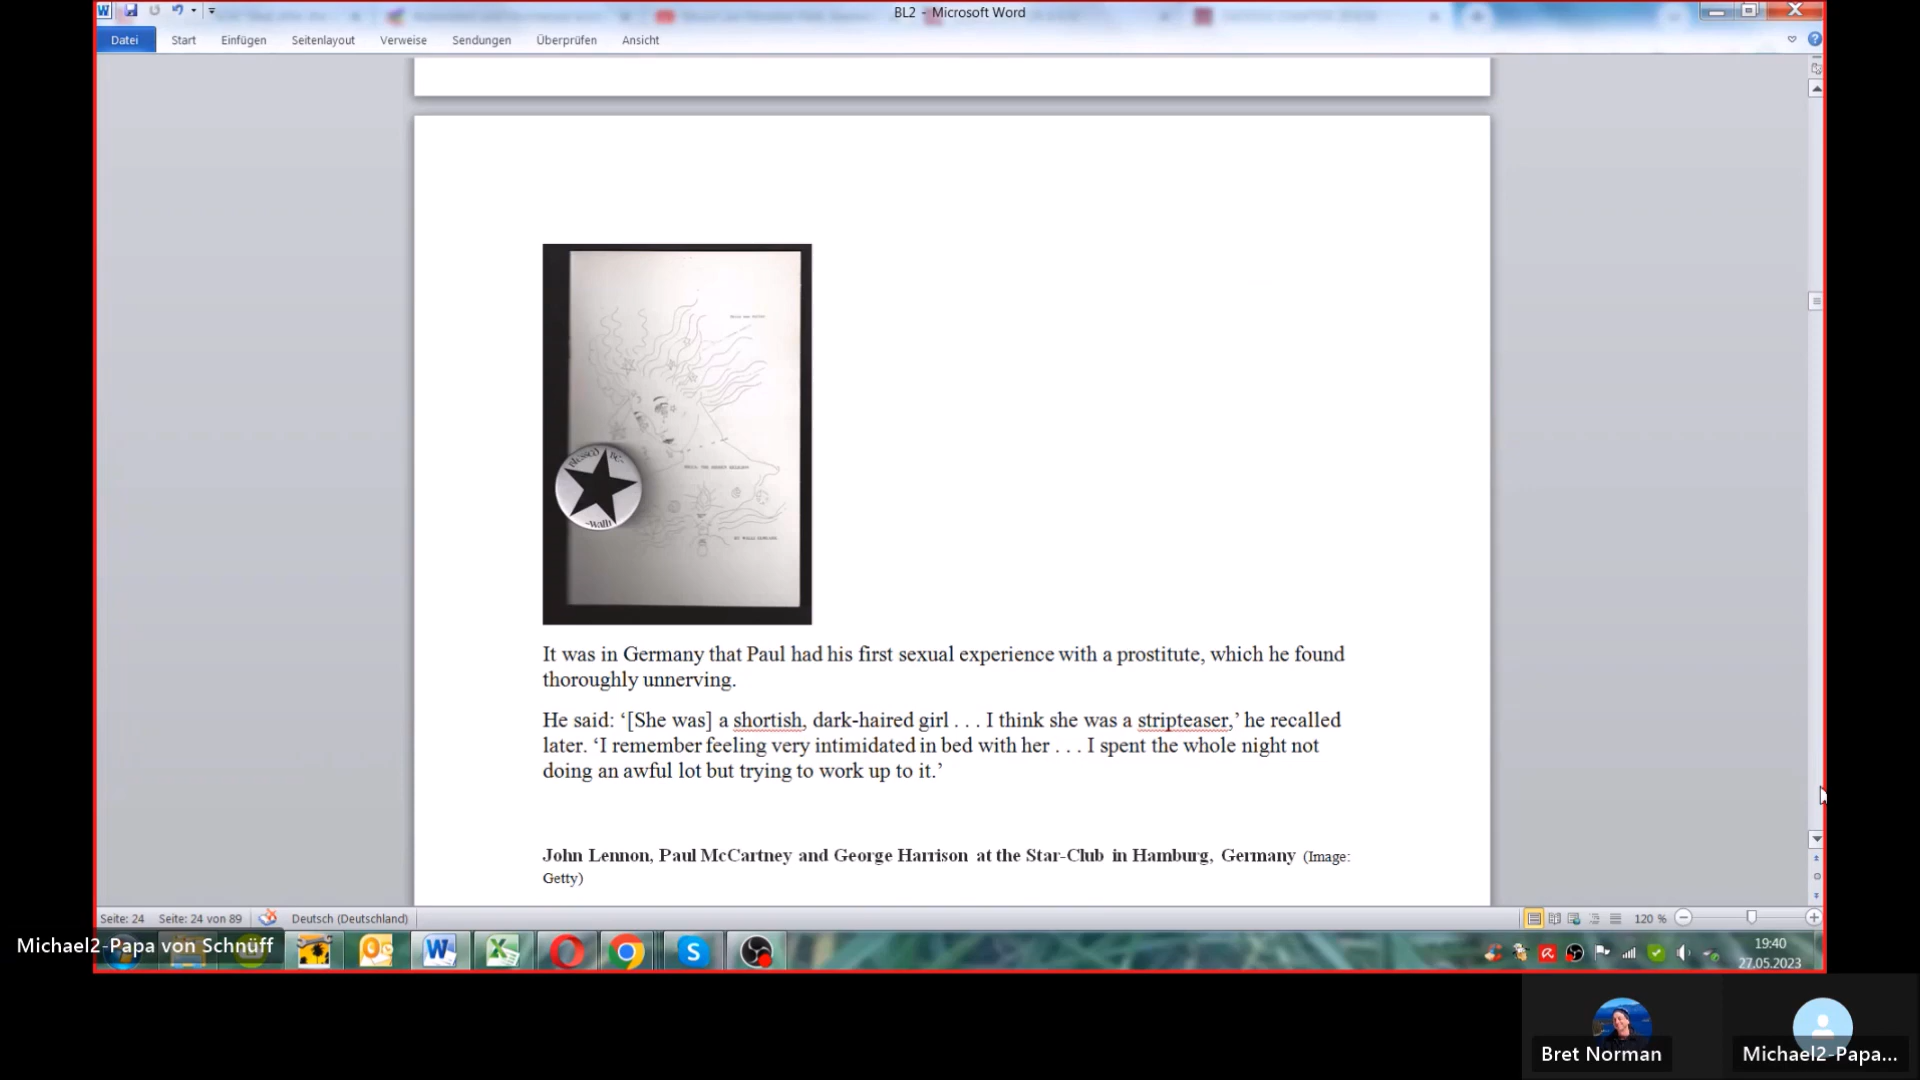 BL2 - Microsoft Word
Datei Start Einfügen Seitenlayout Verweise Sendungen Überprüfen Ansicht
Blessed Be.
It was in Germany that Paul had his first sexual experience with a prostitute, which he found
thoroughly unnerving.
He said: ‘[She was] a shortish, dark-haired girl . . . I think she was a stripteaser,’ he recalled
later. ‘I remember feeling very intimidated in bed with her . . . I spent the whole night not
doing an awful lot but trying to work up to it.’
John Lennon, Paul McCartney and George Harrison at the Star-Club in Hamburg, Germany (Image:
Getty)
Seite: 24 Seite: 24 von 89 Deutsch (Deutschland) 120 %
Michael2-Papa von Schnüff
19:40
27.05.2023
Bret Norman Michael2-Papa...